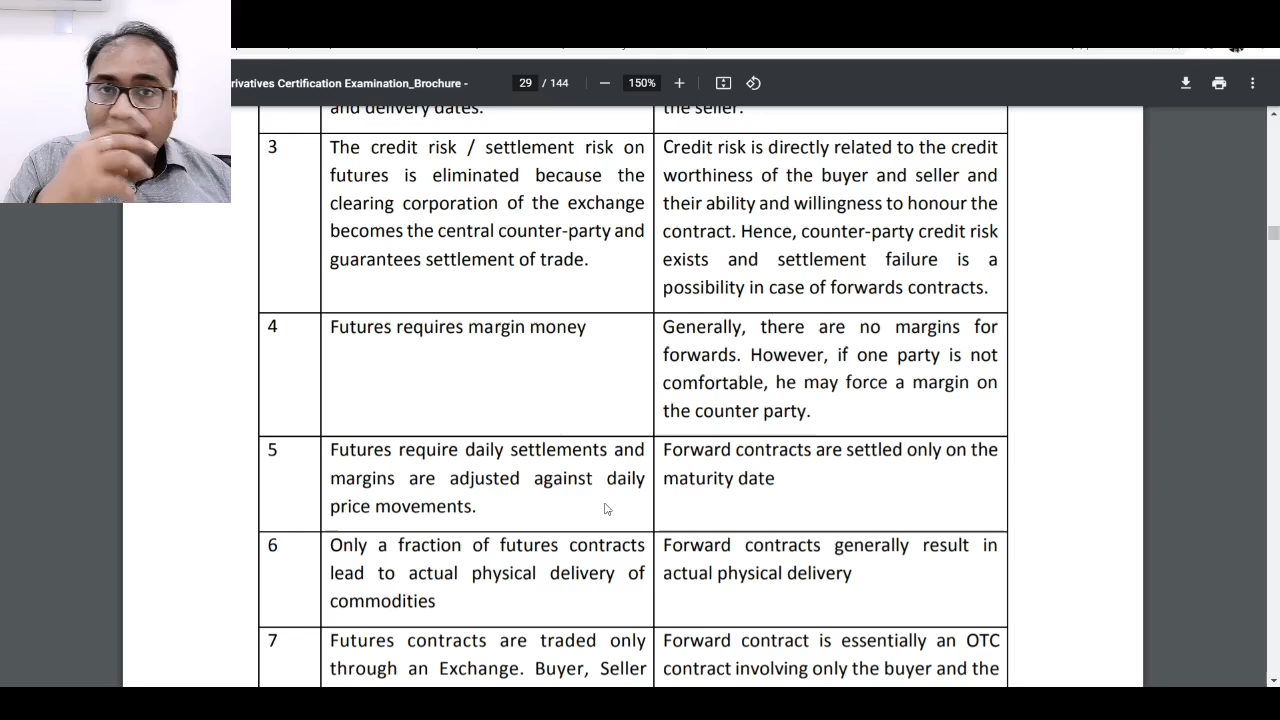 rivatives Certification Examination_Brochure -
29 / 144
150%
and delivery dates.
the seller.
3
The credit risk / settlement risk on
futures is eliminated because the
clearing corporation of the exchange
becomes the central counter-party and
guarantees settlement of trade.
Credit risk is directly related to the credit
worthiness of the buyer and seller and
their ability and willingness to honour the
contract. Hence, counter-party credit risk
exists and settlement failure is a
possibility in case of forwards contracts.
4
Futures requires margin money
Generally, there are no margins for
forwards. However, if one party is not
comfortable, he may force a margin on
the counter party.
5
Futures require daily settlements and
margins are adjusted against daily
price movements.
Forward contracts are settled only on the
maturity date
6
Only a fraction of futures contracts
lead to actual physical delivery of
commodities
Forward contracts generally result in
actual physical delivery
7
Futures contracts are traded only
through an Exchange. Buyer, Seller
Forward contract is essentially an OTC
contract involving only the buyer and the